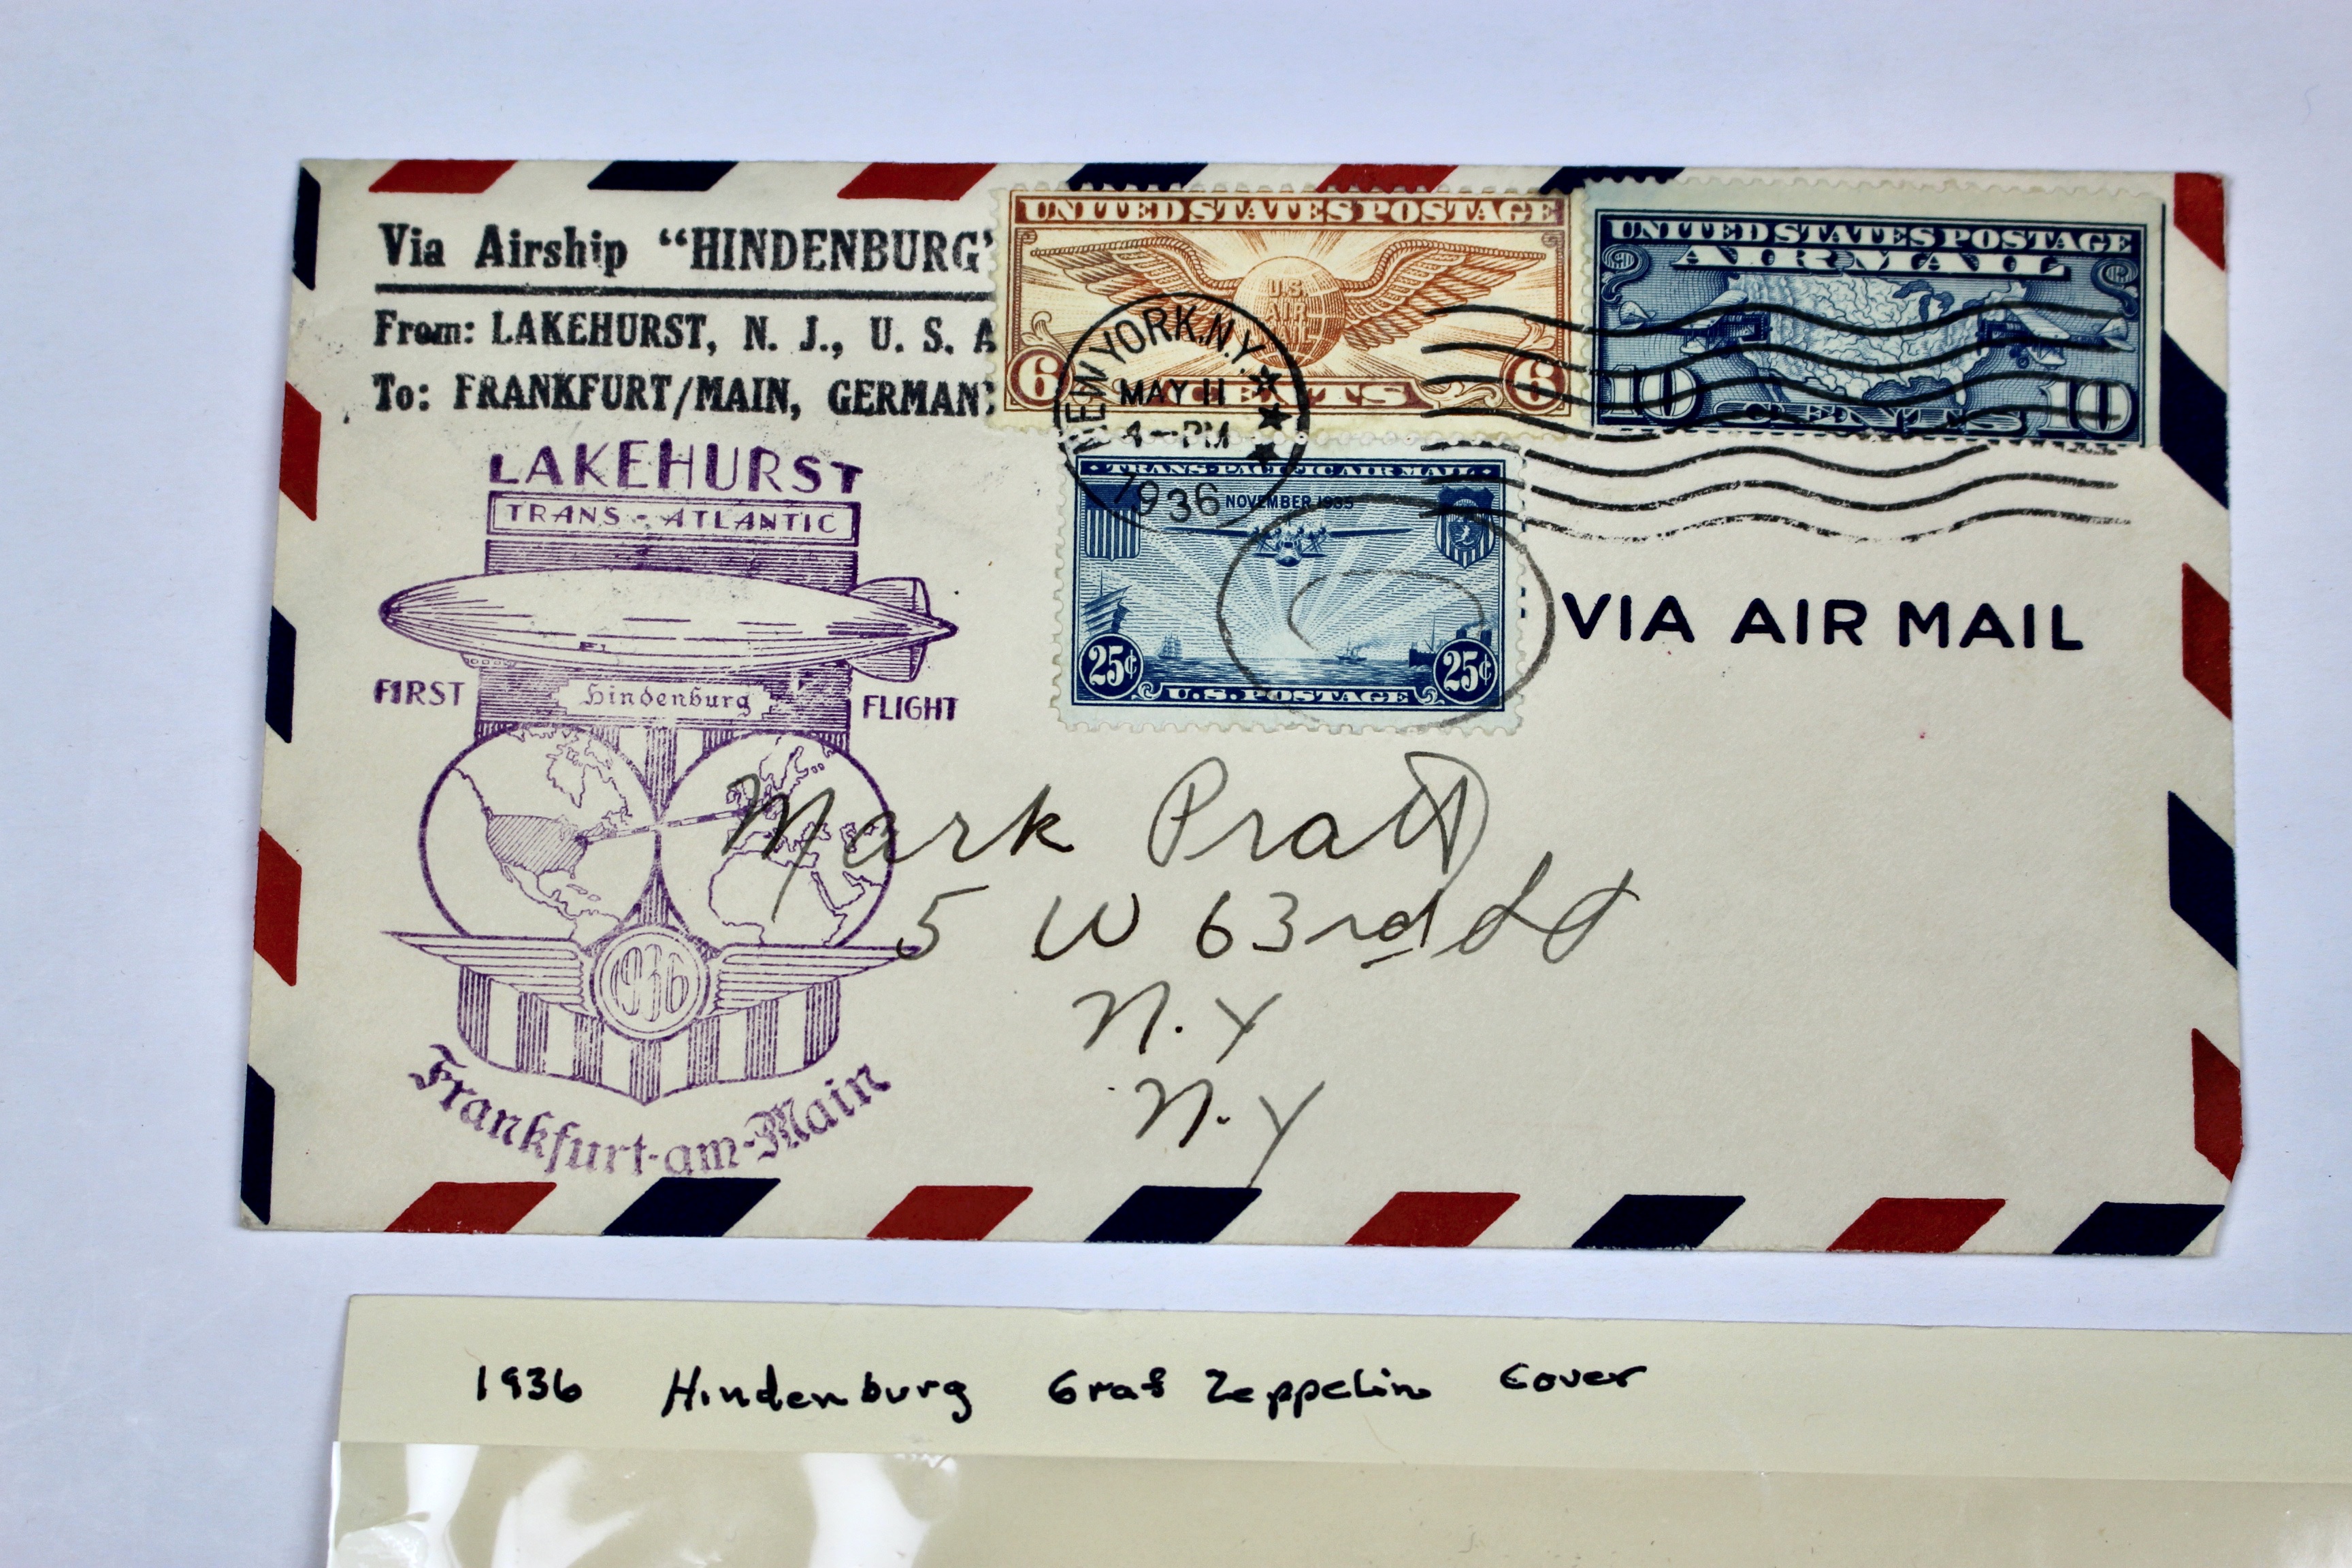 Via Airship “HINDENBURG”
From: LAKEHURST, N. J., U. S. A
To: FRANKFURT/MAIN, GERMANY
UNITED STATES POSTAGE
U.S.
AIR
MAIL
6 CENTS 6
NEW YORK, N.Y.
MAY 11
4 - PM
1936
UNITED STATES POSTAGE
AIR MAIL
10 CENTS 10
TRANS-PACIFIC AIR MAIL
NOVEMBER 1935
25¢ 25¢
U.S. POSTAGE
VIA AIR MAIL
LAKEHURST
TRANS-ATLANTIC
FIRST FLIGHT
Hindenburg
1936
Frankfurt-am-Main
Mark Pratt
5 W 63rd St
N.Y
N.Y
1936 Hindenburg Graf Zeppelin Cover